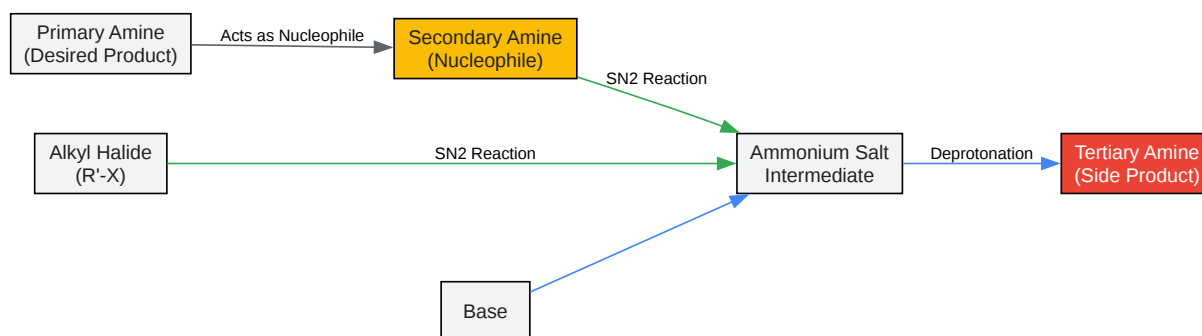 Primary Amine
(Desired Product)
Acts as Nucleophile
Secondary Amine
(Nucleophile)
SN2 Reaction
Alkyl Halide
(R'-X)
SN2 Reaction
Ammonium Salt
Intermediate
Deprotonation
Tertiary Amine
(Side Product)
Base